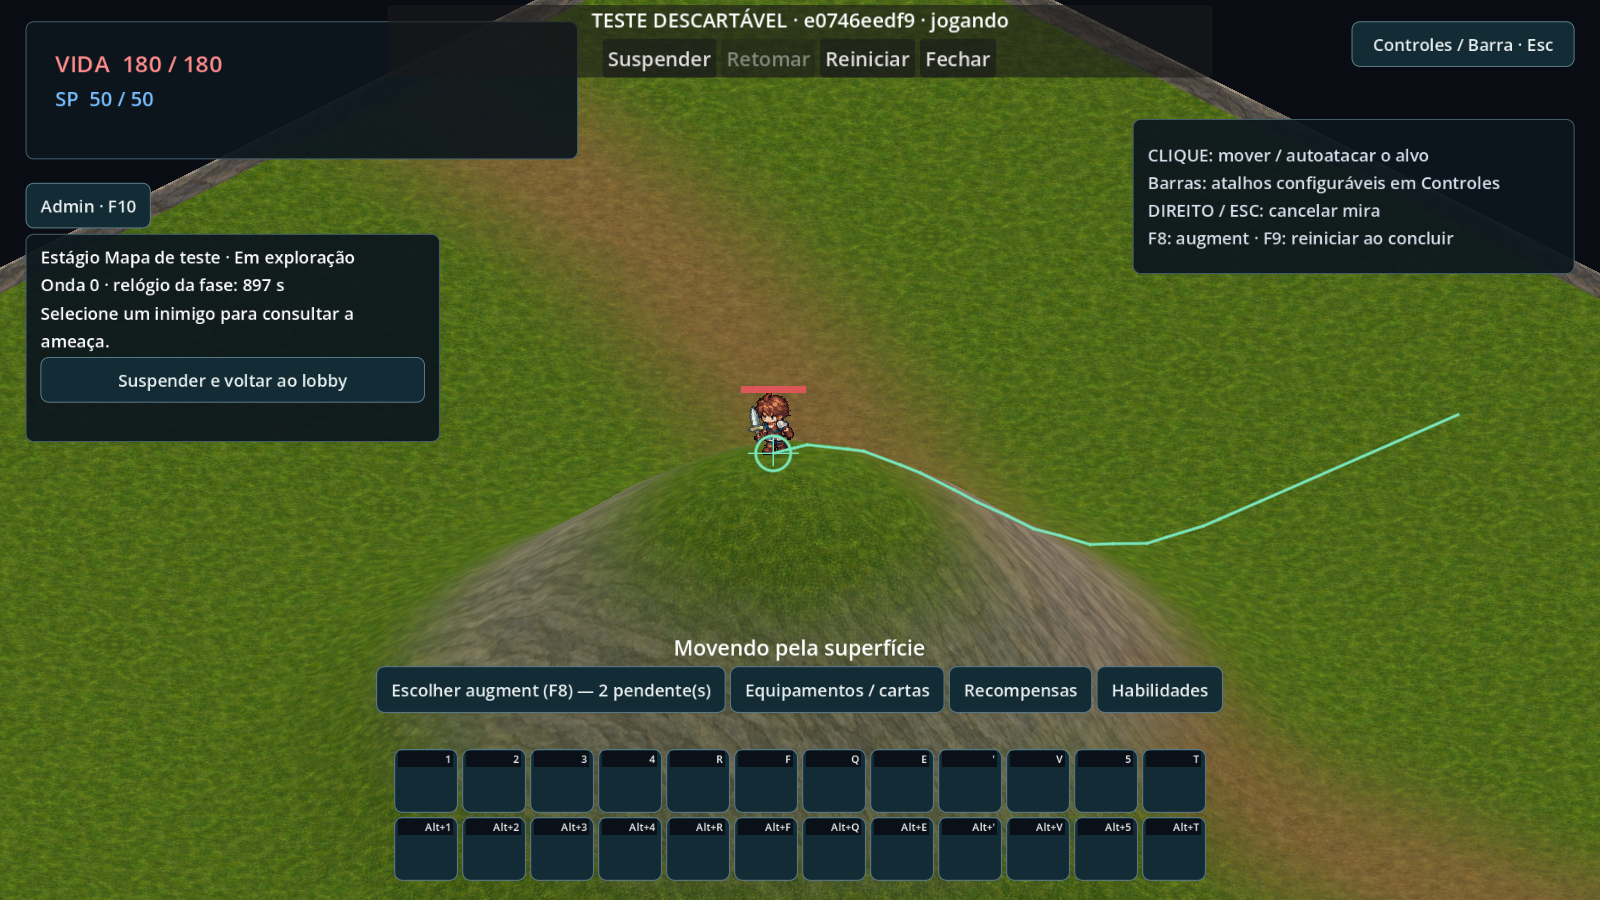 TESTE DESCARTÁVEL · e0746eedf9 · jogando
Suspender Retomar Reiniciar Fechar
VIDA 180 / 180
SP 50 / 50
Controles / Barra · Esc
CLIQUE: mover / autoatacar o alvo
Barras: atalhos configuráveis em Controles
DIREITO / ESC: cancelar mira
F8: augment · F9: reiniciar ao concluir
Admin · F10
Estágio Mapa de teste · Em exploração
Onda 0 · relógio da fase: 897 s
Selecione um inimigo para consultar a
ameaça.
Suspender e voltar ao lobby
Movendo pela superfície
Escolher augment (F8) — 2 pendente(s) Equipamentos / cartas Recompensas Habilidades
1 2 3 4 R F Q E ' V 5 T
Alt+1 Alt+2 Alt+3 Alt+4 Alt+R Alt+F Alt+Q Alt+E Alt+' Alt+V Alt+5 Alt+T